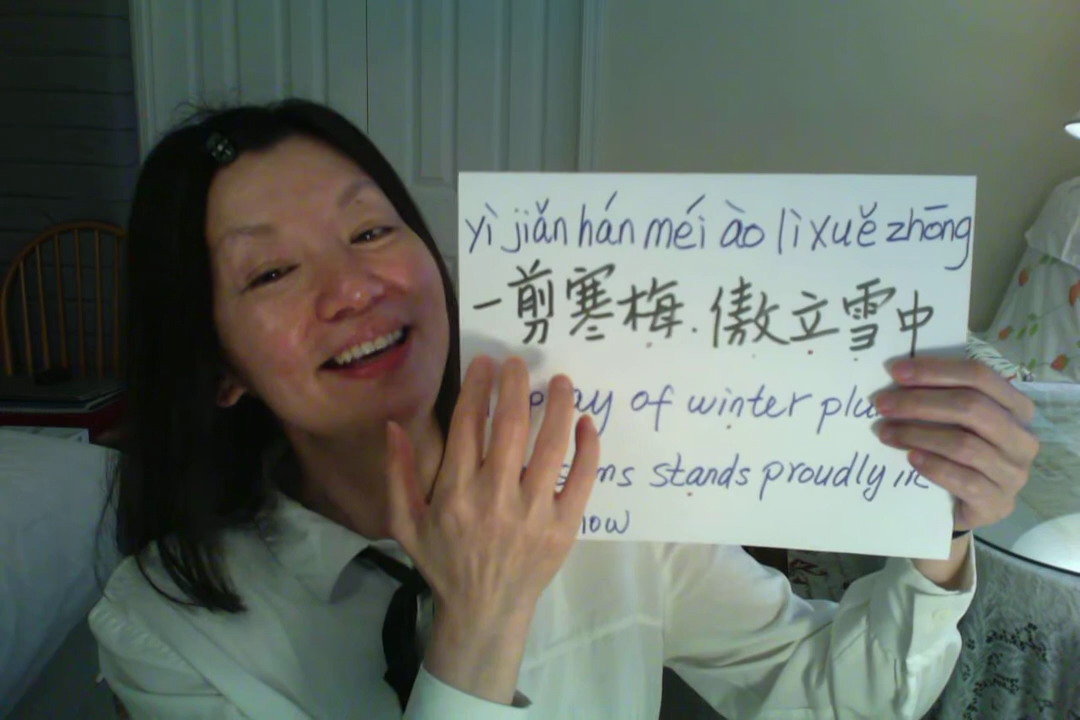 yì jiǎn hán méi ào lì xuě zhōng
一剪寒梅.傲立雪中
of winter
stands proudly in